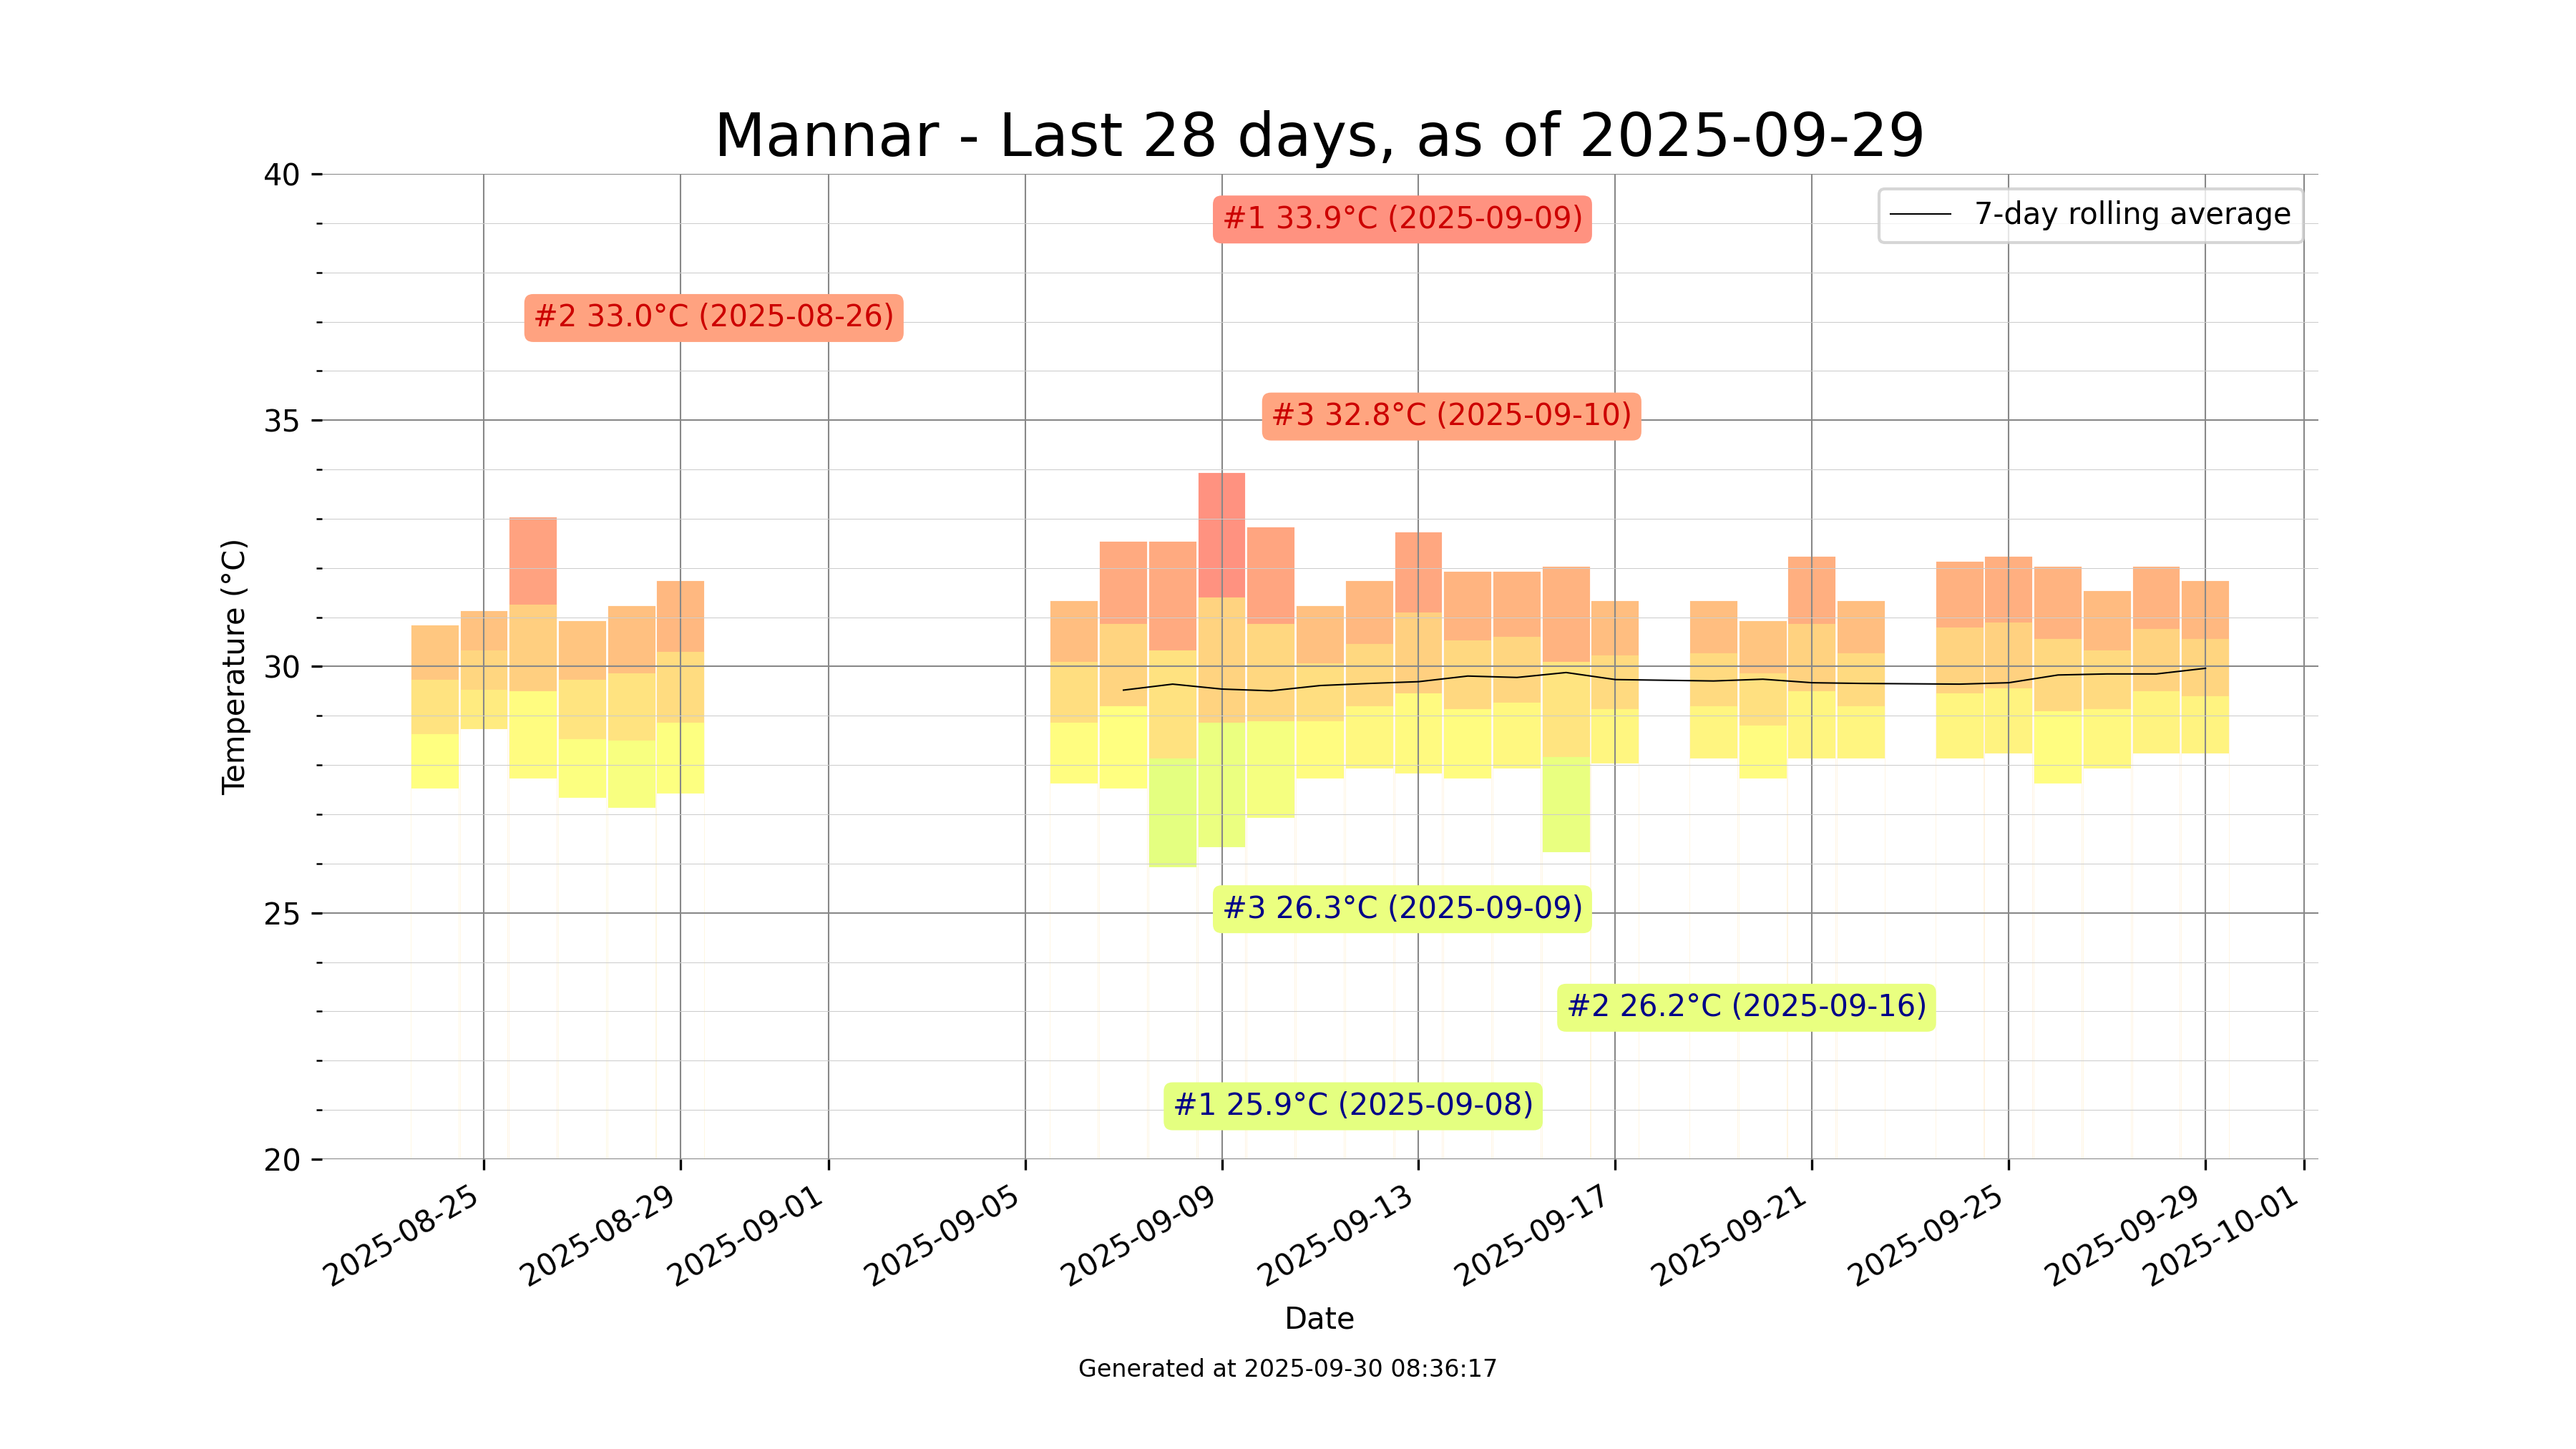 Mannar - Last 28 days, as of 2025-09-29
40
#1 33.9°C (2025-09-09)
7-day rolling average
#2 33.0°C (2025-08-26)
35
#3 32.8°C (2025-09-10)
Temperature (°C)
30
25
#3 26.3°C (2025-09-09)
#2 26.2°C (2025-09-16)
#1 25.9°C (2025-09-08)
20
2025-08-25
2025-08-29
2025-09-01
2025-09-05
2025-09-09
2025-09-13
2025-09-17
2025-09-21
2025-09-25
2025-09-29
2025-10-01
Date
Generated at 2025-09-30 08:36:17